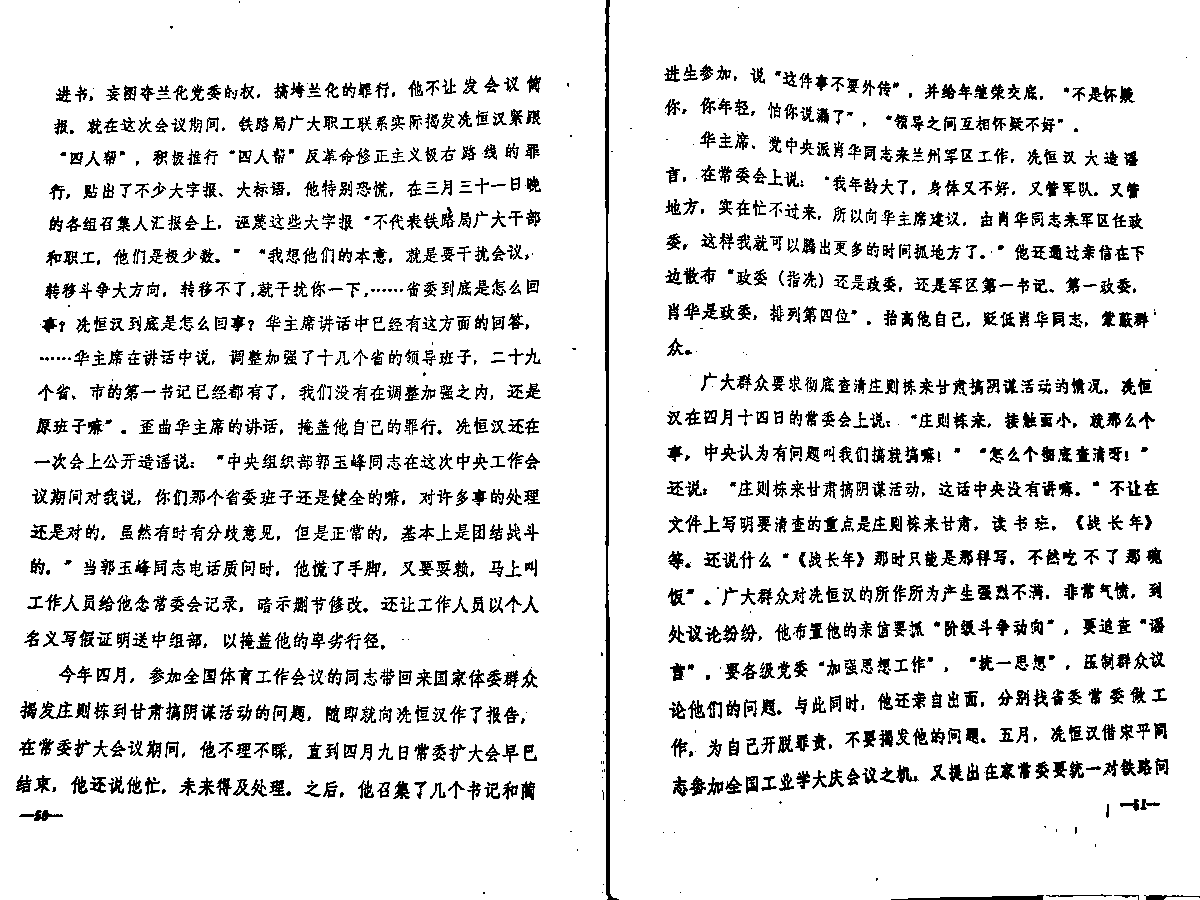 进书，妄图夺兰化党委的权，搞垮兰化的罪行，他不让发会议简
报。就在这次会议期间，铁路局广大职工联系实际揭发冼恒汉紧跟
“四人帮”，积极推行“四人帮”反革命修正主义极右路线的罪
行，贴出了不少大字报、大标语，他特别恐慌，在三月三十一日晚
的各组召集人汇报会上，诬蔑这些大字报“不代表铁路局广大干部
和职工，他们是极少数。”“我想他们的本意，就是要干扰会议，
转移斗争大方向，转移不了，就干扰你一下，……省委到底是怎么回
事？冼恒汉到底是怎么回事？华主席讲话中已经有这方面的回答，
……华主席在讲话中说，调整加强了十几个省的领导班子，二十九
个省、市的第一书记已经都有了，我们没有在调整加强之内，还是
原班子嘛”。歪曲华主席的讲话，掩盖他自己的罪行。冼恒汉还在
一次会上公开造谣说：“中央组织部郭玉峰同志在这次中央工作会
议期间对我说，你们那个省委班子还是健全的嘛，对许多事的处理
还是对的，虽然有时有分歧意见，但是正常的，基本上是团结战斗
的。”当郭玉峰同志电话质问时，他慌了手脚，又要耍赖，马上叫
工作人员给他念常委会记录，暗示删节修改。还让工作人员以个人
名义写假证明送中组部，以掩盖他的卑劣行径。
今年四月，参加全国体育工作会议的同志带回来国家体委群众
揭发庄则栋到甘肃搞阴谋活动的问题，随即就向冼恒汉作了报告，
在常委扩大会议期间，他不理不睬，直到四月九日常委扩大会早已
结束，他还说他忙，未来得及处理。之后，他召集了几个书记和蔺
—50—
进生参加，说“这件事不要外传”，并给年继荣交底，“不是怀疑
你，你年轻，怕你说漏了”，“领导之间互相怀疑不好”。
华主席、党中央派肖华同志来兰州军区工作，冼恒汉大造谣
言，在常委会上说：“我年龄大了，身体又不好，又管军队，又管
地方，实在忙不过来，所以向华主席建议，由肖华同志来军区任政
委，这样我就可以腾出更多的时间抓地方了。”他还通过亲信在下
边散布“政委（指冼）还是政委，还是军区第一书记、第一政委，
肖华是政委，排列第四位”。抬高他自己，贬低肖华同志，蒙蔽群
众。
广大群众要求彻底查清庄则栋来甘肃搞阴谋活动的情况，冼恒
汉在四月十四日的常委会上说：“庄则栋来，接触面小，就那么个
事，中央认为有问题叫我们搞就搞嘛！”“怎么个彻底查清呀！”
还说：“庄则栋来甘肃搞阴谋活动，这话中央没有讲嘛。”不让在
文件上写明要清查的重点是庄则栋来甘肃，读书班，《战长年》
等。还说什么“《战长年》那时只能是那样写，不然吃不了那碗
饭”。广大群众对冼恒汉的所作所为产生强烈不满，非常气愤，到
处议论纷纷，他布置他的亲信要抓“阶级斗争动向”，要追查“谣
言”。要各级党委“加强思想工作”，“统一思想”，压制群众议
论他们的问题。与此同时，他还亲自出面，分别找省委常委做工
作，为自己开脱罪责，不要揭发他的问题。五月，冼恒汉借宋平同
志参加全国工业学大庆会议之机，又提出在家常委要统一对铁路问
—51—